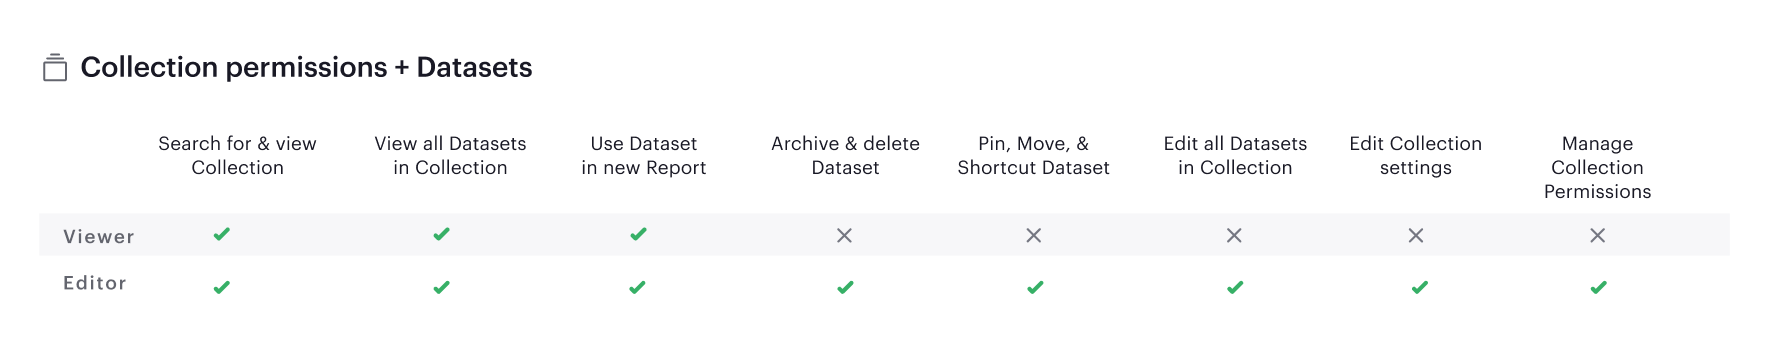 Collection permissions + Datasets
Search for & view
Collection
View all Datasets
in Collection
Use Dataset
in new Report
Archive & delete
Dataset
Pin, Move, &
Shortcut Dataset
Edit all Datasets
in Collection
Edit Collection
settings
Manage
Collection
Permissions
Viewer
Editor